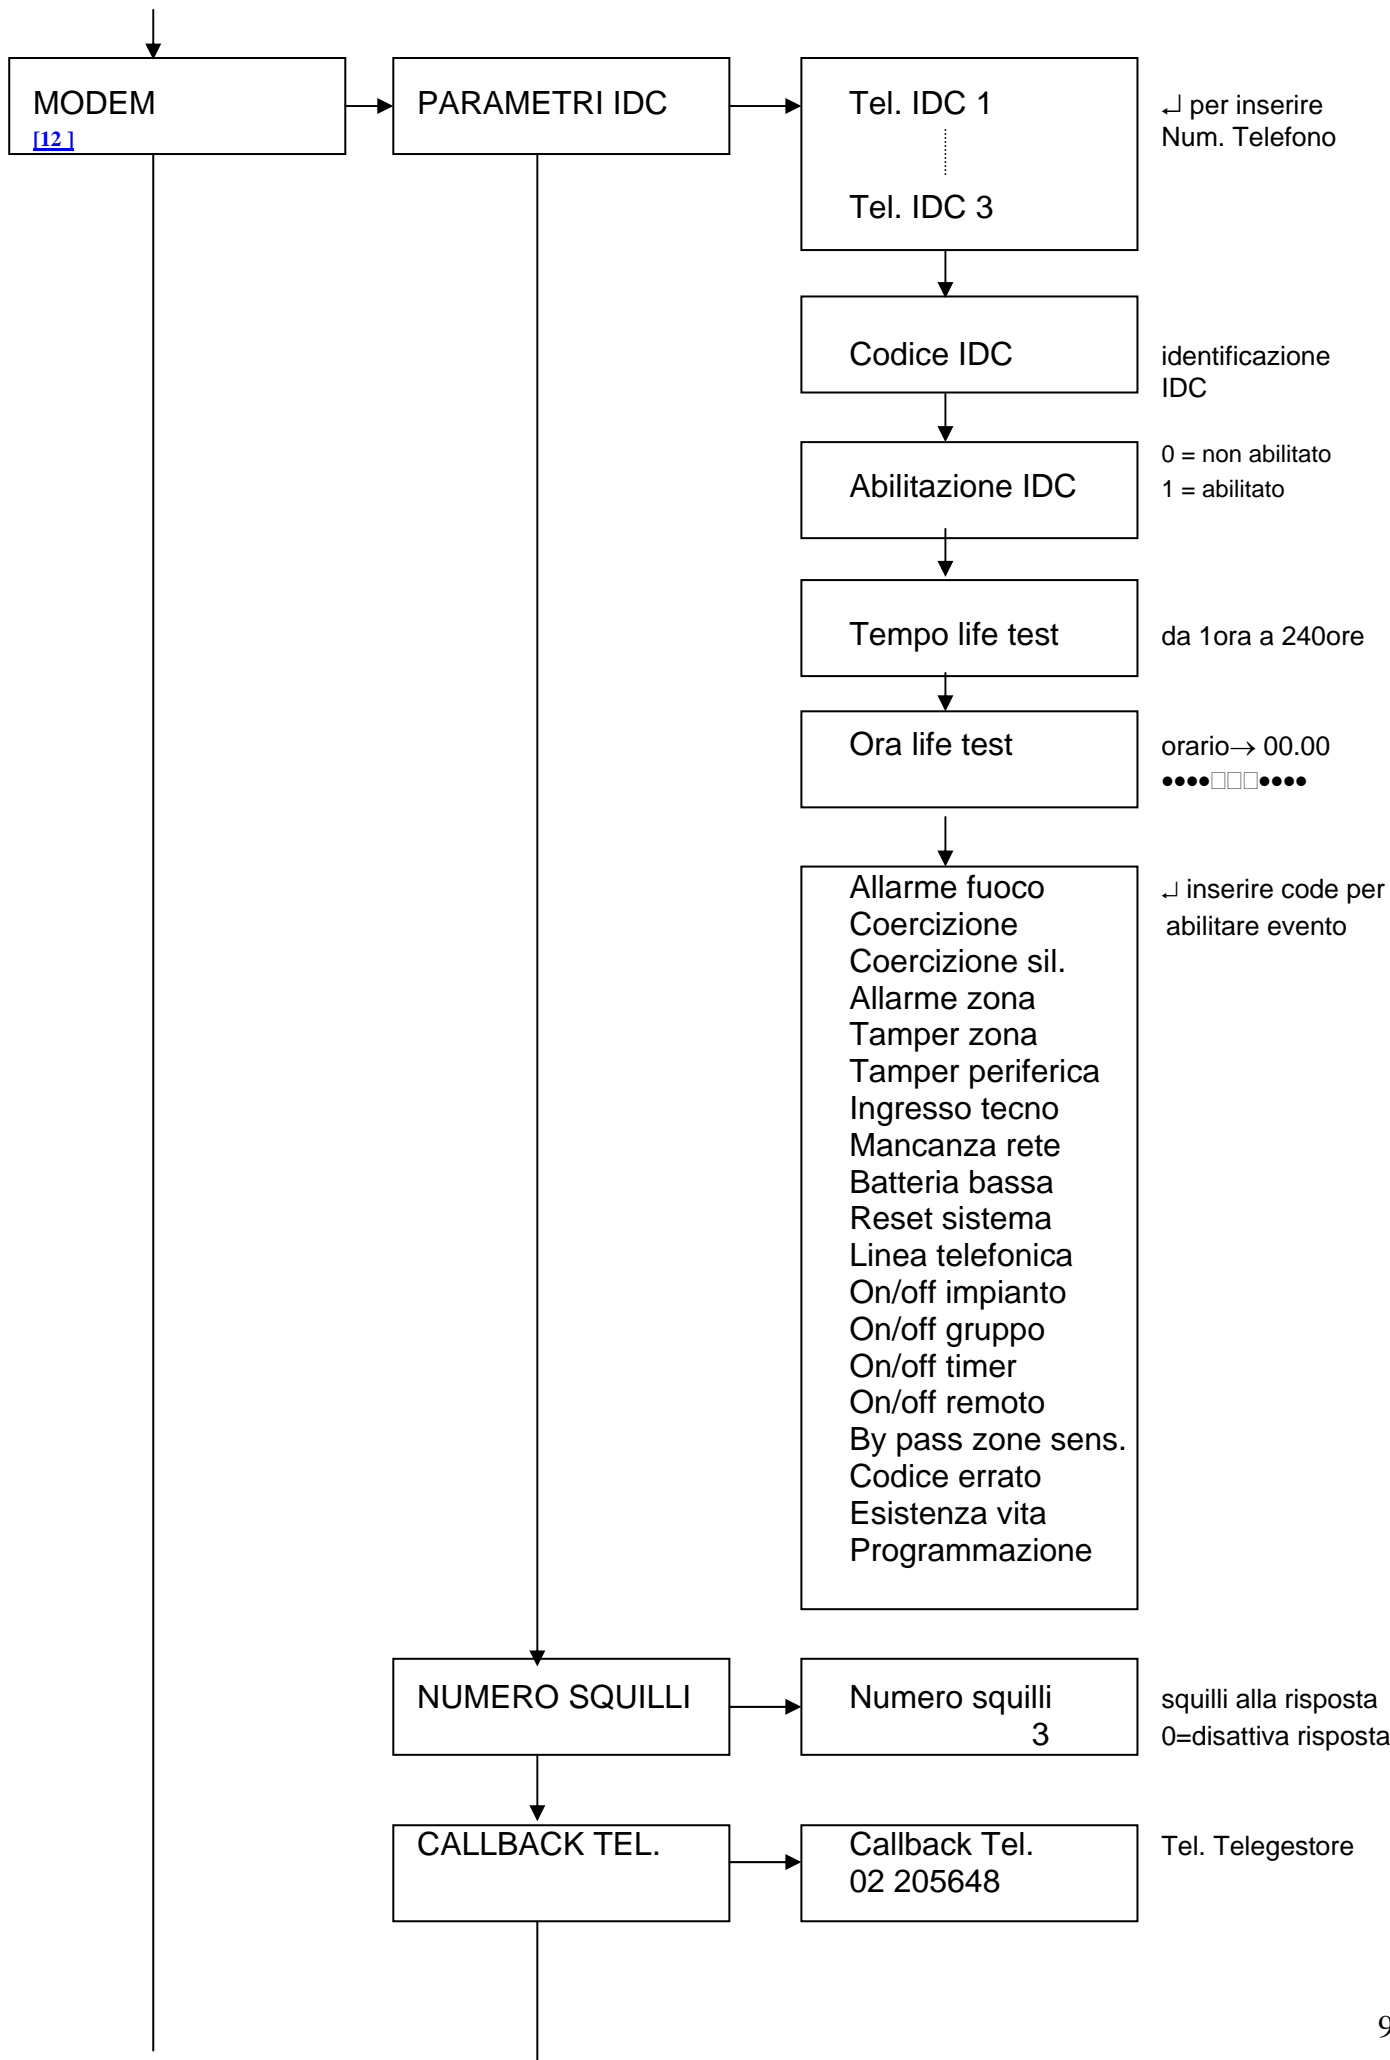 MODEM
[12 ]
PARAMETRI IDC
Tel. IDC 1
Tel. IDC 3
↵ per inserire
Num. Telefono
Codice IDC
identificazione
IDC
Abilitazione IDC
0 = non abilitato
1 = abilitato
Tempo life test
da 1ora a 240ore
Ora life test
orario→ 00.00
••••□□□••••
Allarme fuoco
Coercizione
Coercizione sil.
Allarme zona
Tamper zona
Tamper periferica
Ingresso tecno
Mancanza rete
Batteria bassa
Reset sistema
Linea telefonica
On/off impianto
On/off gruppo
On/off timer
On/off remoto
By pass zone sens.
Codice errato
Esistenza vita
Programmazione
↵ inserire code per
abilitare evento
NUMERO SQUILLI
Numero squilli
3
squilli alla risposta
0=disattiva risposta
CALLBACK TEL.
Callback Tel.
02 205648
Tel. Telegestore
9